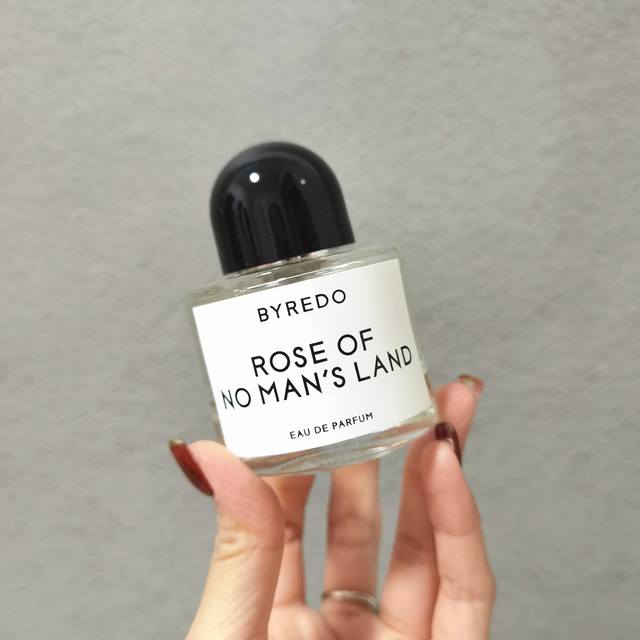 BYREDO
ROSE OF
NO MAN'S LAND
EAU DE PARFUM